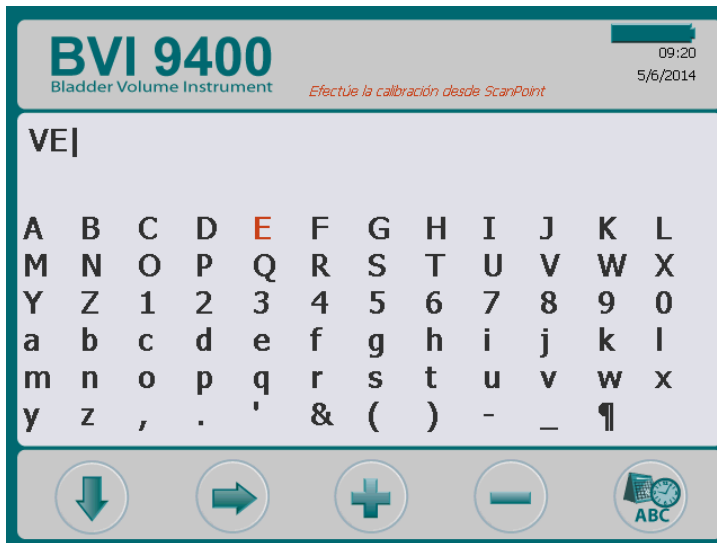 BVI 9400
Bladder Volume Instrument
Efectúe la calibración desde ScanPoint
09:20
5/6/2014
VE
A B C D E F G H I J K L
M N O P Q R S T U V W X
Y Z 1 2 3 4 5 6 7 8 9 0
a b c d e f g h i j k l
m n o p q r s t u v w x
y z , . ' & ( ) - _ ¶
ABC